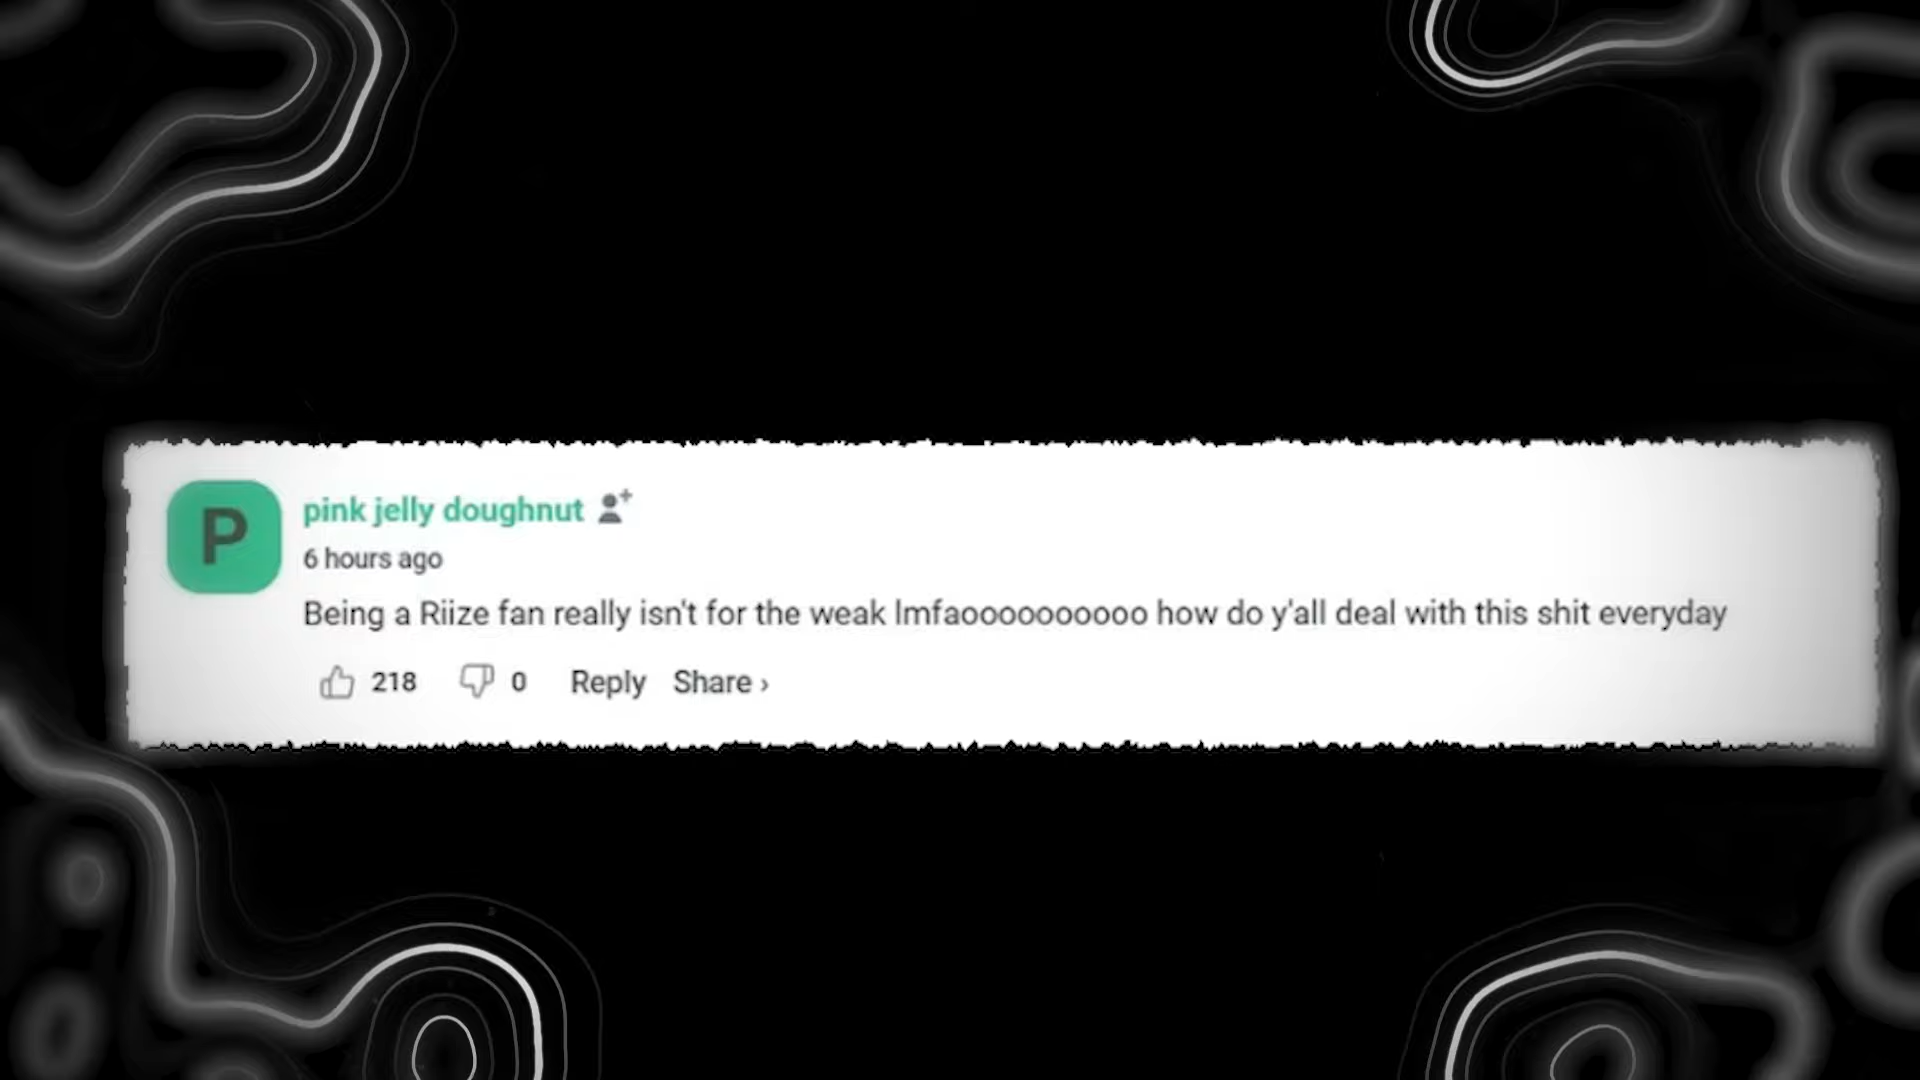 P
pink jelly doughnut
6 hours ago
Being a Riize fan really isn't for the weak lmfaoooooooooo how do y'all deal with this shit everyday
218 0 Reply Share ›